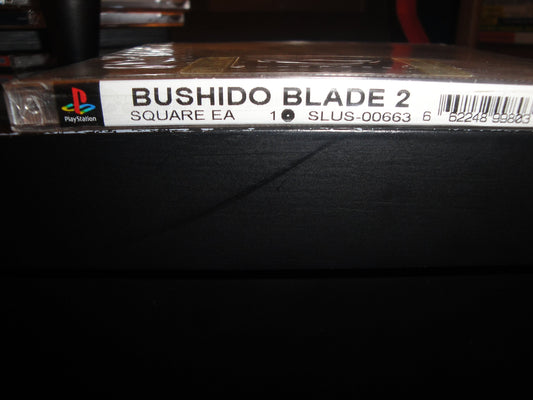 PlayStation
BUSHIDO BLADE 2
SQUARE EA 1 SLUS-00663
6 62248 99803